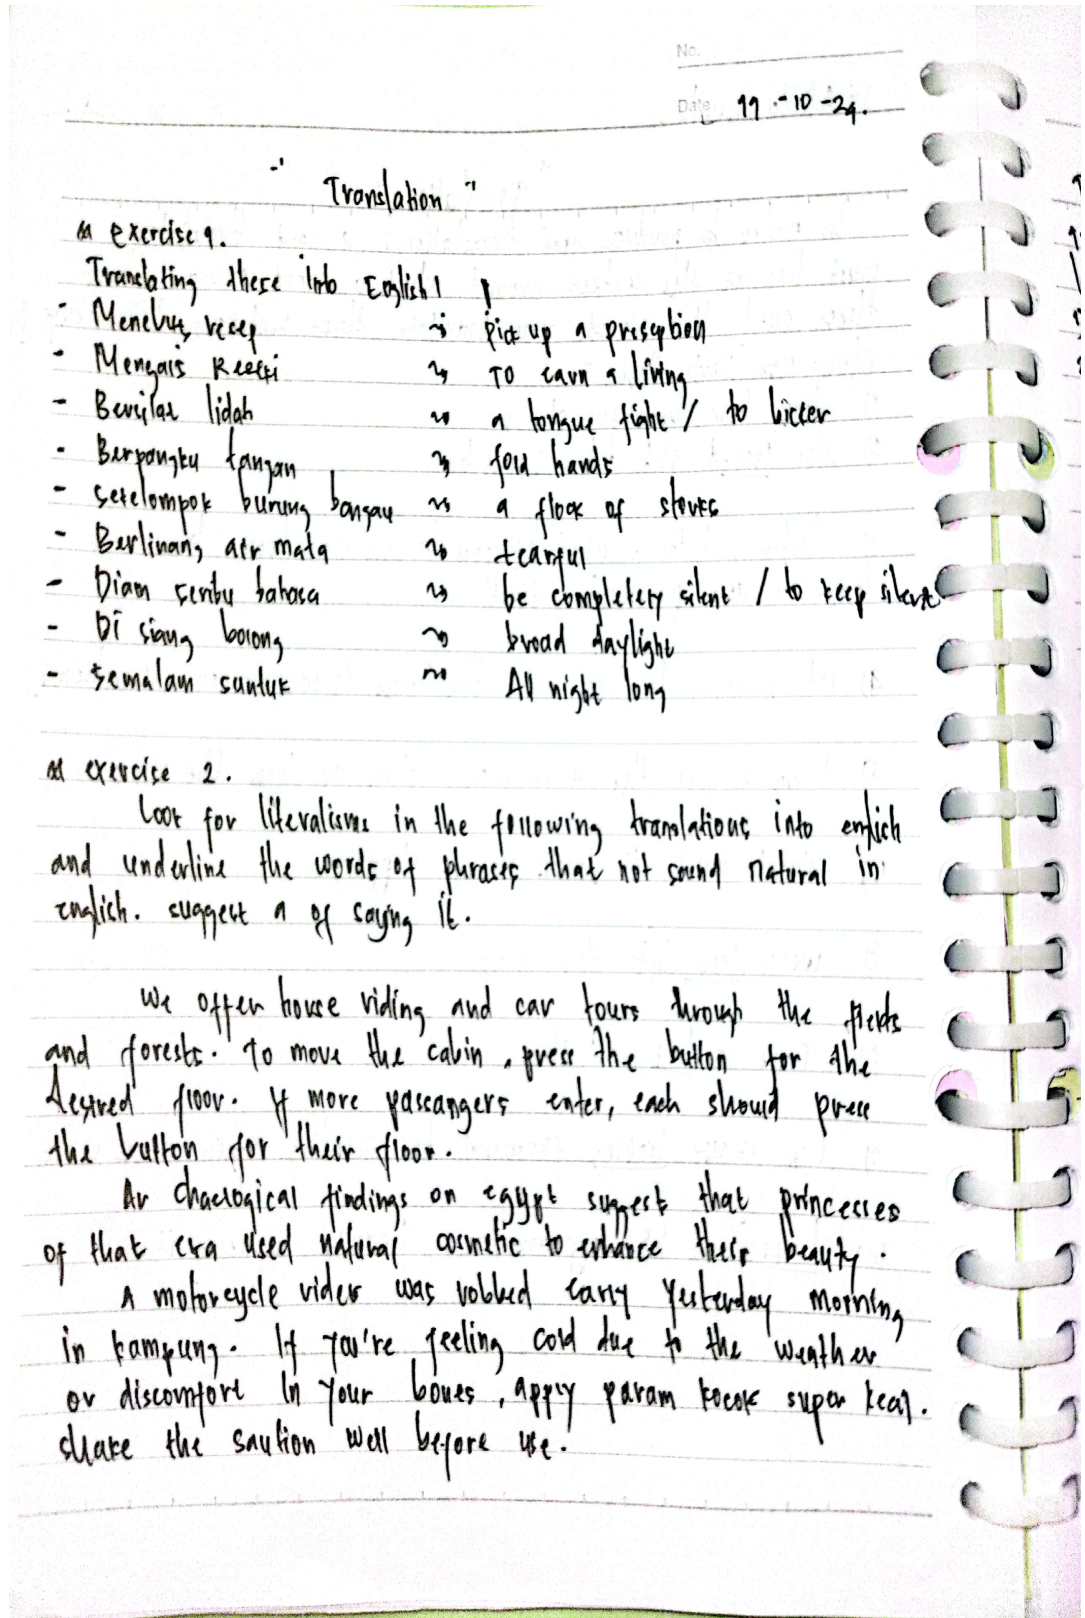 No.
Date 11 - 10 - 24.
" Translation "
exercise 1.
Translating these into English!
- Menebus resep ~> pick up a preseption
- Mengais Rezeki ~> TO earn a living
- Bersilat lidah ~> a tongue fight / to bicker
- Berpangku tangan ~> fold hands
- sekelompok burung bangau ~> a flock of storks
- Berlinang air mata ~> tearful
- Diam seribu bahasa ~> be completely silent / to keep silent
- Di siang bolong ~> broad daylight
- Semalam suntuk ~> All night long
exercise 2.
Look for literalisms in the following translations into english
and underline the words of phrases that not sound natural in
english. suggest a of saying it.
We offer house riding and car tours through the fields
and forests. To move the cabin, press the button for the
desired floor. If more passangers enter, each should press
the button for their floor.
Ar chaelogical findings on egypt suggest that princesses
of that era used natural cosmetic to enhance their beauty.
A motorcycle rider was robbed early yesterday morning
in kampung. If you're feeling cold due to the weather
or discomfort in your bones, apply param kocok super kecil.
shake the saution well before use.